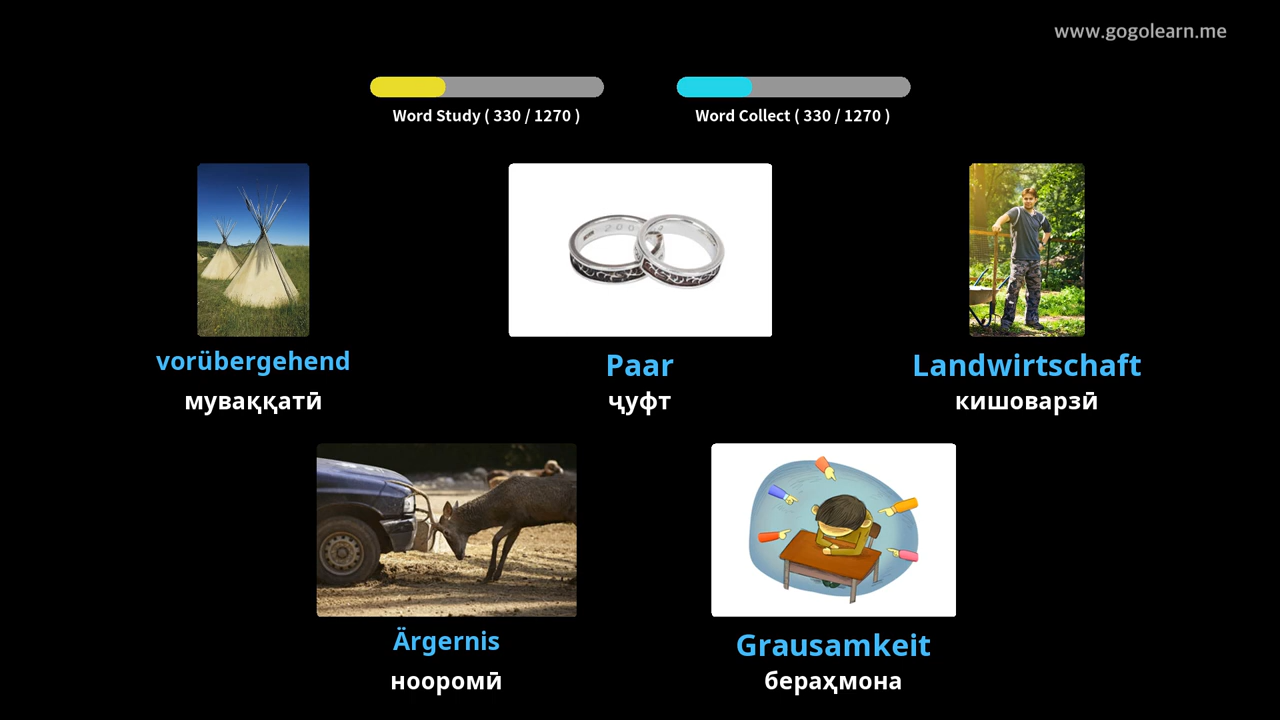 www.gogolearn.me
Word Study ( 330 / 1270 )
Word Collect ( 330 / 1270 )
vorübergehend
муваққатӣ
Paar
ҷуфт
Landwirtschaft
кишоварзӣ
Ärgernis
нооромӣ
Grausamkeit
бераҳмона